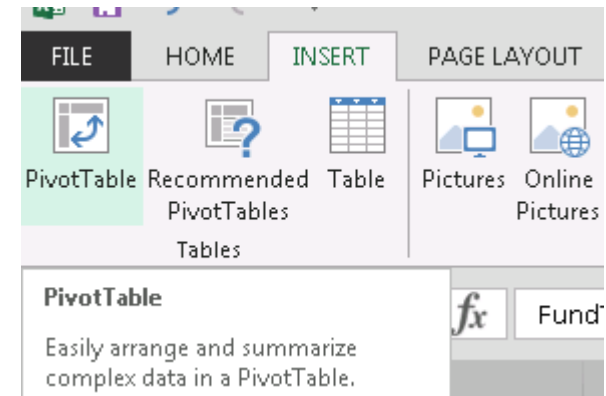 FILE HOME INSERT PAGE LAYOUT
PivotTable Recommended Table Pictures Online
PivotTables Pictures
Tables
PivotTable
fx FundT
Easily arrange and summarize
complex data in a PivotTable.